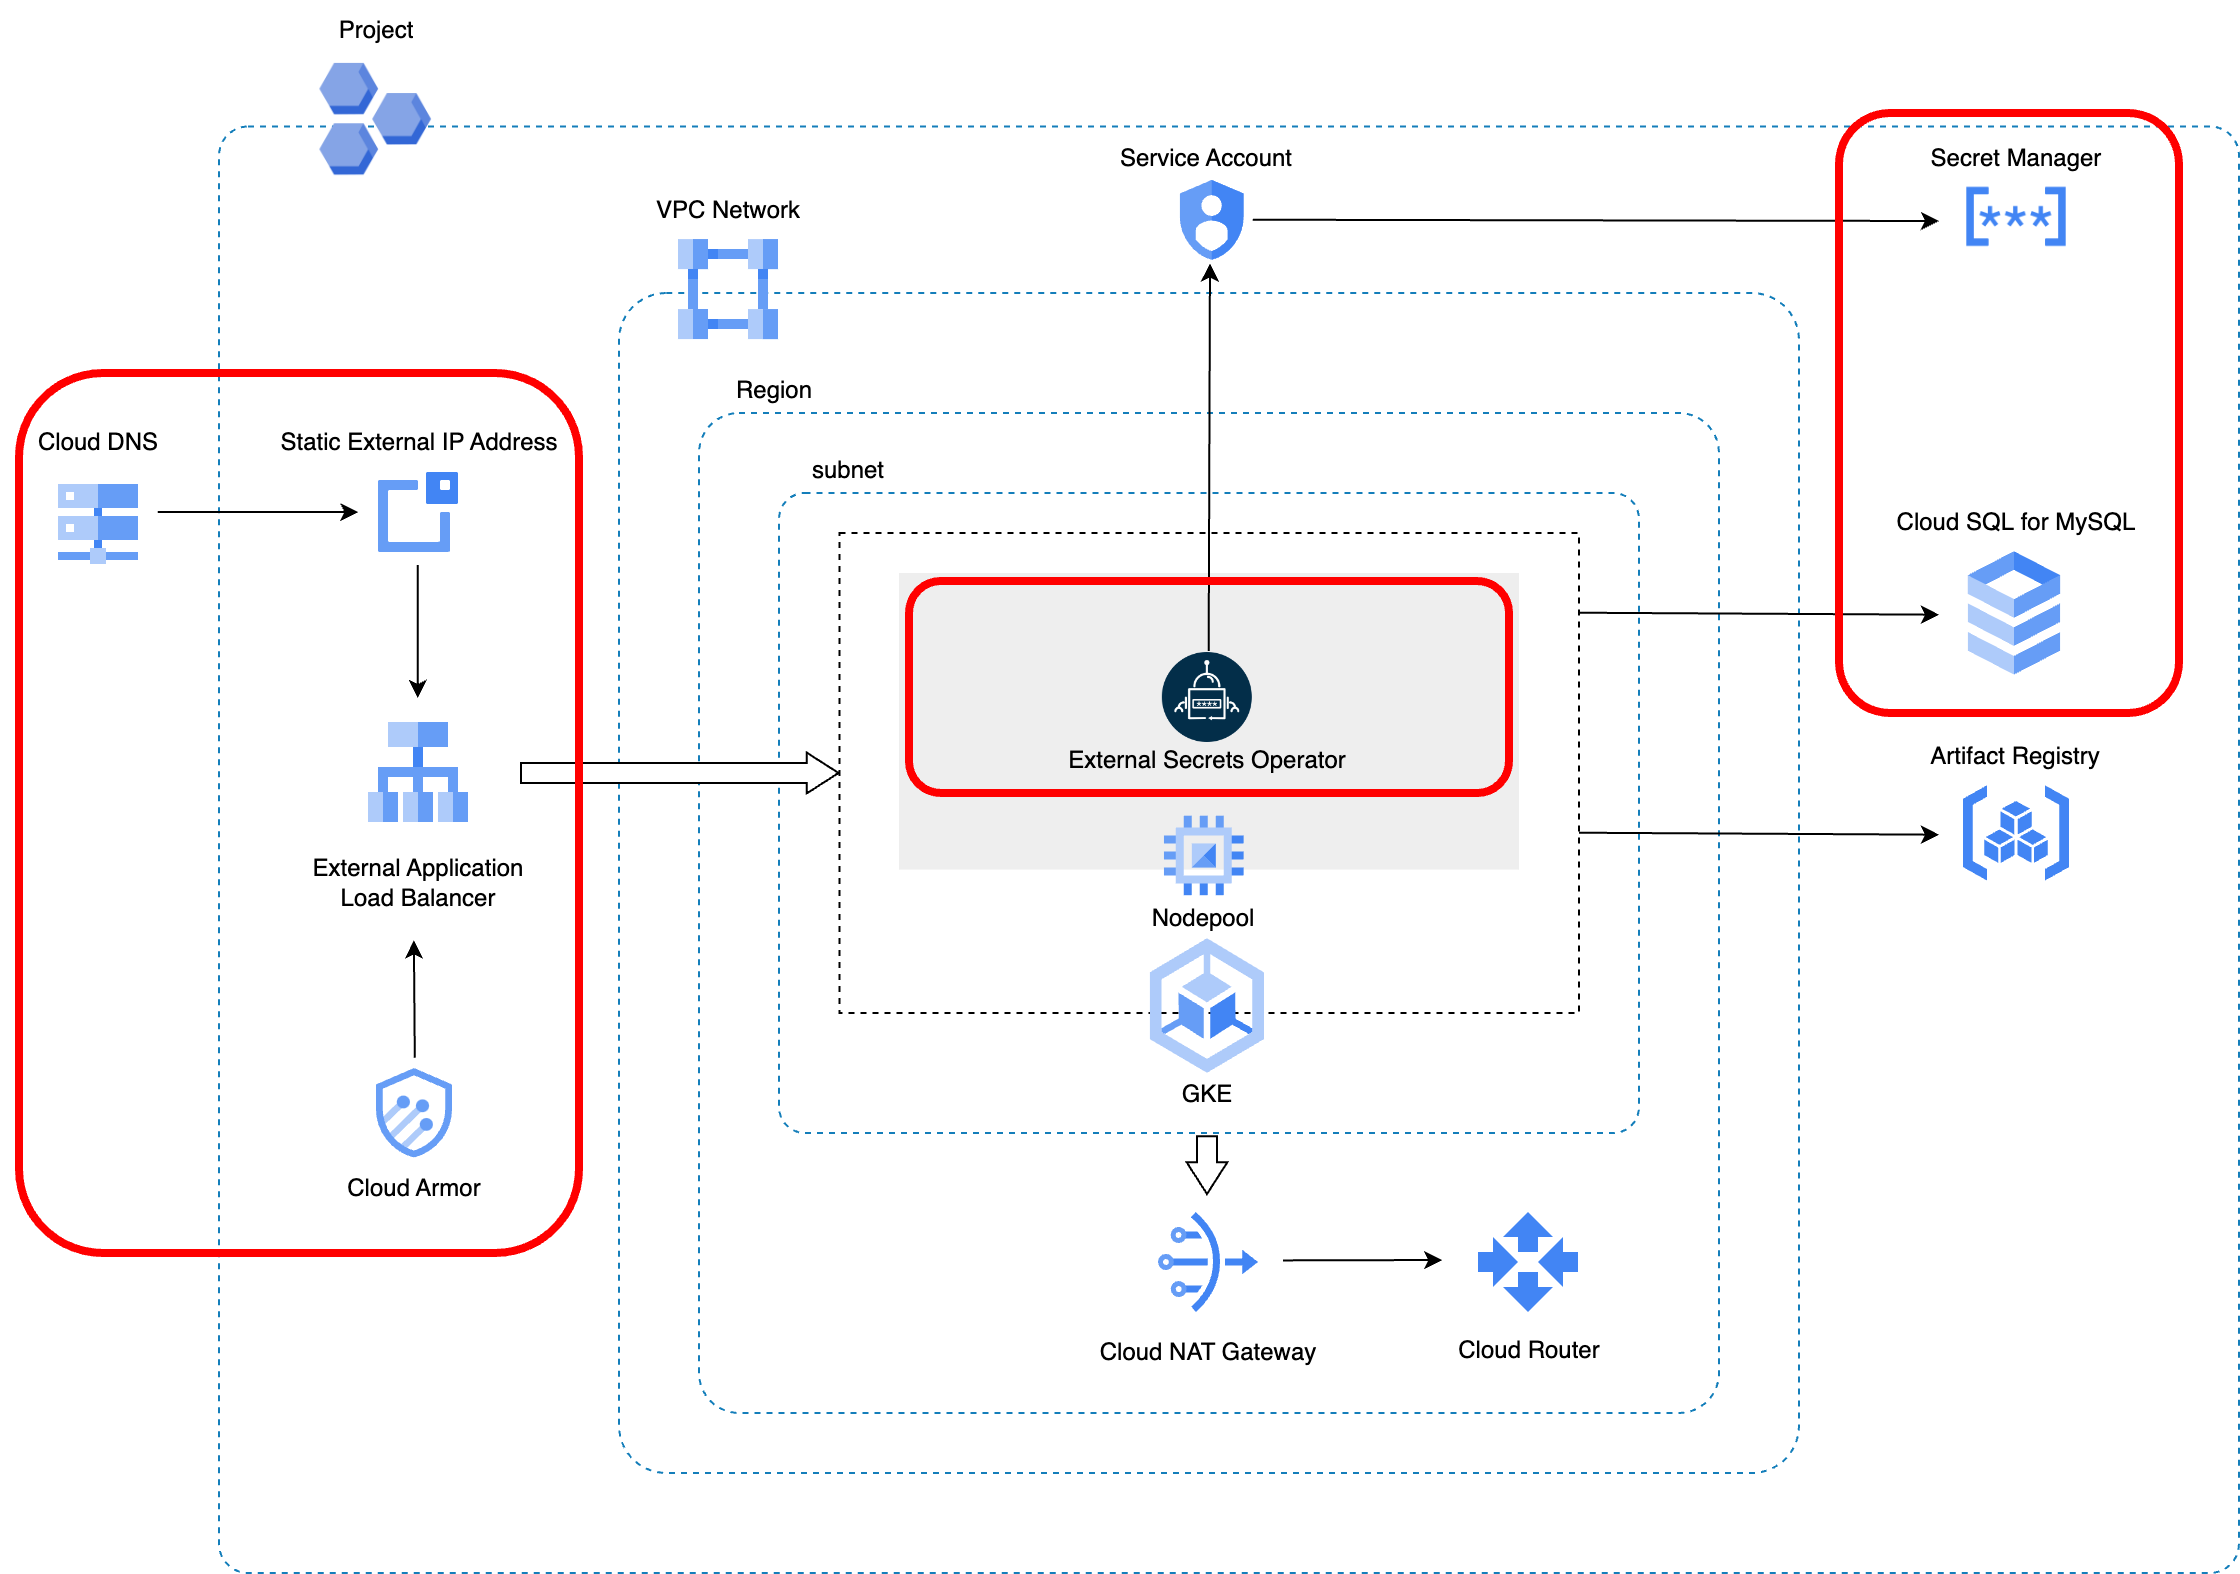 Project
Service Account
Secret Manager
[***]
VPC Network
Region
Cloud DNS
Static External IP Address
subnet
Cloud SQL for MySQL
****
External Secrets Operator
Artifact Registry
External Application
Load Balancer
Nodepool
GKE
Cloud Armor
Cloud NAT Gateway
Cloud Router